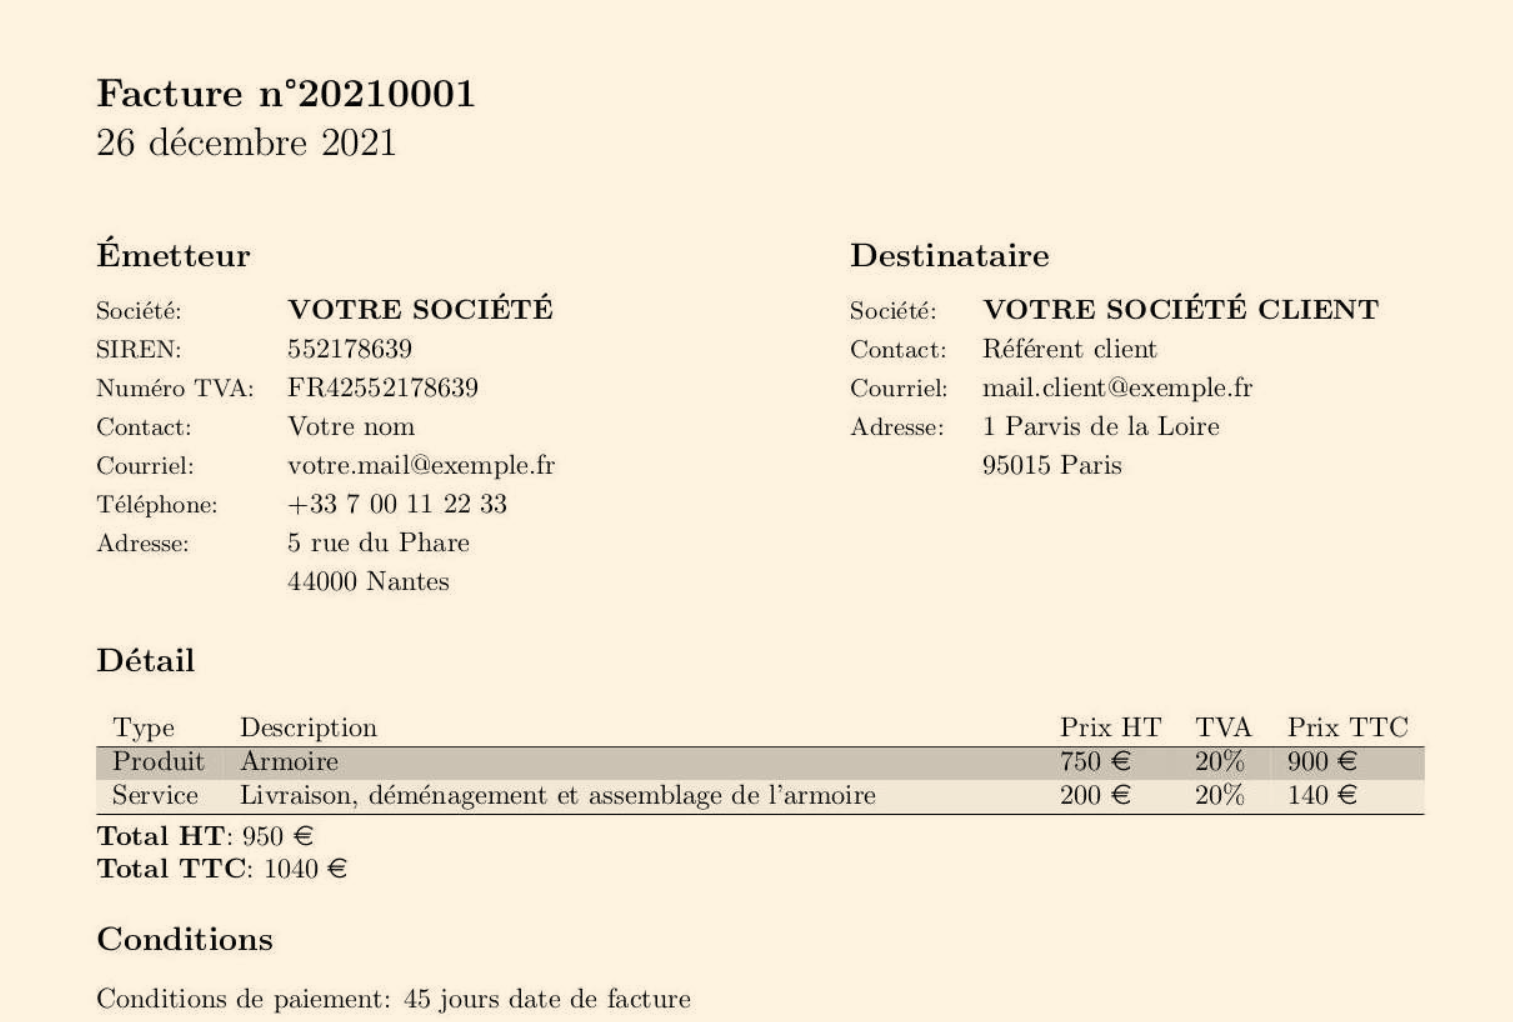 Facture n°20210001
26 décembre 2021
Émetteur
Société: VOTRE SOCIÉTÉ
SIREN: 552178639
Numéro TVA: FR42552178639
Contact: Votre nom
Courriel: votre.mail@exemple.fr
Téléphone: +33 7 00 11 22 33
Adresse: 5 rue du Phare
44000 Nantes
Destinataire
Société: VOTRE SOCIÉTÉ CLIENT
Contact: Référent client
Courriel: mail.client@exemple.fr
Adresse: 1 Parvis de la Loire
95015 Paris
Détail
Type Description Prix HT TVA Prix TTC
Produit Armoire 750 € 20% 900 €
Service Livraison, déménagement et assemblage de l'armoire 200 € 20% 140 €
Total HT: 950 €
Total TTC: 1040 €
Conditions
Conditions de paiement: 45 jours date de facture